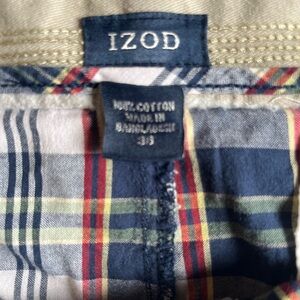 IZOD
100% COTTON
MADE IN
BANGLADESH
38